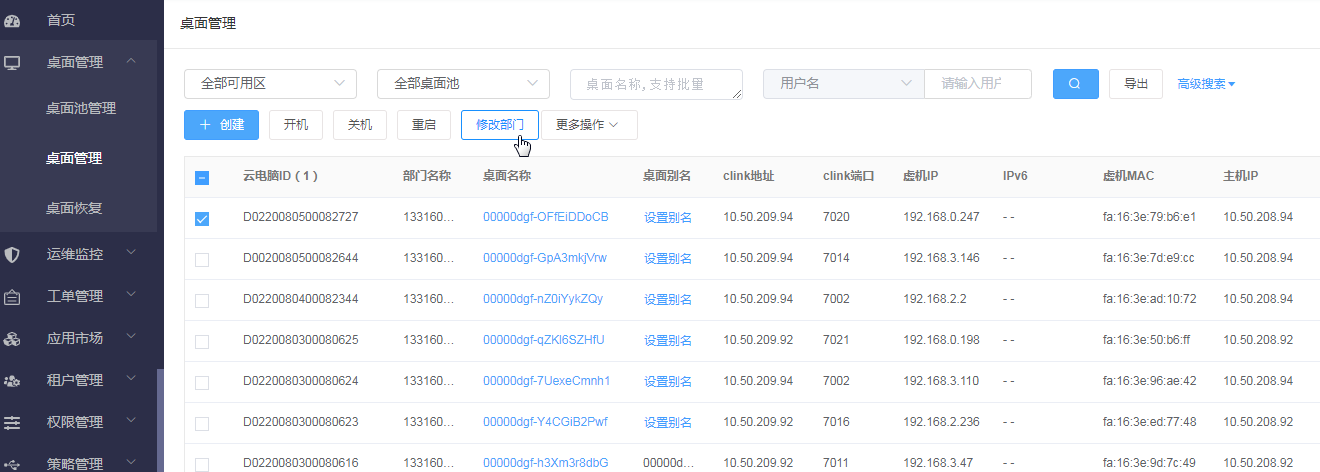 首页
桌面管理
桌面池管理
桌面管理
桌面恢复
运维监控
工单管理
应用市场
租户管理
权限管理
策略管理
桌面管理
全部可用区 全部桌面池 桌面名称,支持批量 用户名 请输入用户 导出 高级搜索
+ 创建 开机 关机 重启 修改部门 更多操作
云电脑ID（1） 部门名称 桌面名称 桌面别名 clink地址 clink端口 虚机IP IPv6 虚机MAC 主机IP
D0220080500082727 133160... 00000dgf-OFfEiDDoCB 设置别名 10.50.209.94 7020 192.168.0.247 - - fa:16:3e:79:b6:e1 10.50.208.94
D0020080500082644 133160... 00000dgf-GpA3mkjVrw 设置别名 10.50.209.94 7014 192.168.3.146 - - fa:16:3e:7d:e9:cc 10.50.208.94
D0220080400082344 133160... 00000dgf-nZ0iYykZQy 设置别名 10.50.209.94 7002 192.168.2.2 - - fa:16:3e:ad:10:72 10.50.208.94
D0220080300080625 133160... 00000dgf-qZKl6SZHfU 设置别名 10.50.209.92 7021 192.168.0.198 - - fa:16:3e:50:b6:ff 10.50.208.92
D0220080300080624 133160... 00000dgf-7UexeCmnh1 设置别名 10.50.209.94 7002 192.168.3.110 - - fa:16:3e:96:ae:42 10.50.208.94
D0220080300080623 133160... 00000dgf-Y4CGiB2Pwf 设置别名 10.50.209.92 7016 192.168.2.236 - - fa:16:3e:ed:77:48 10.50.208.92
D0220080300080616 133160... 00000dgf-h3Xm3r8dbG 00000d... 10.50.209.92 7011 192.168.3.47 - - fa:16:3e:9d:7c:49 10.50.208.92